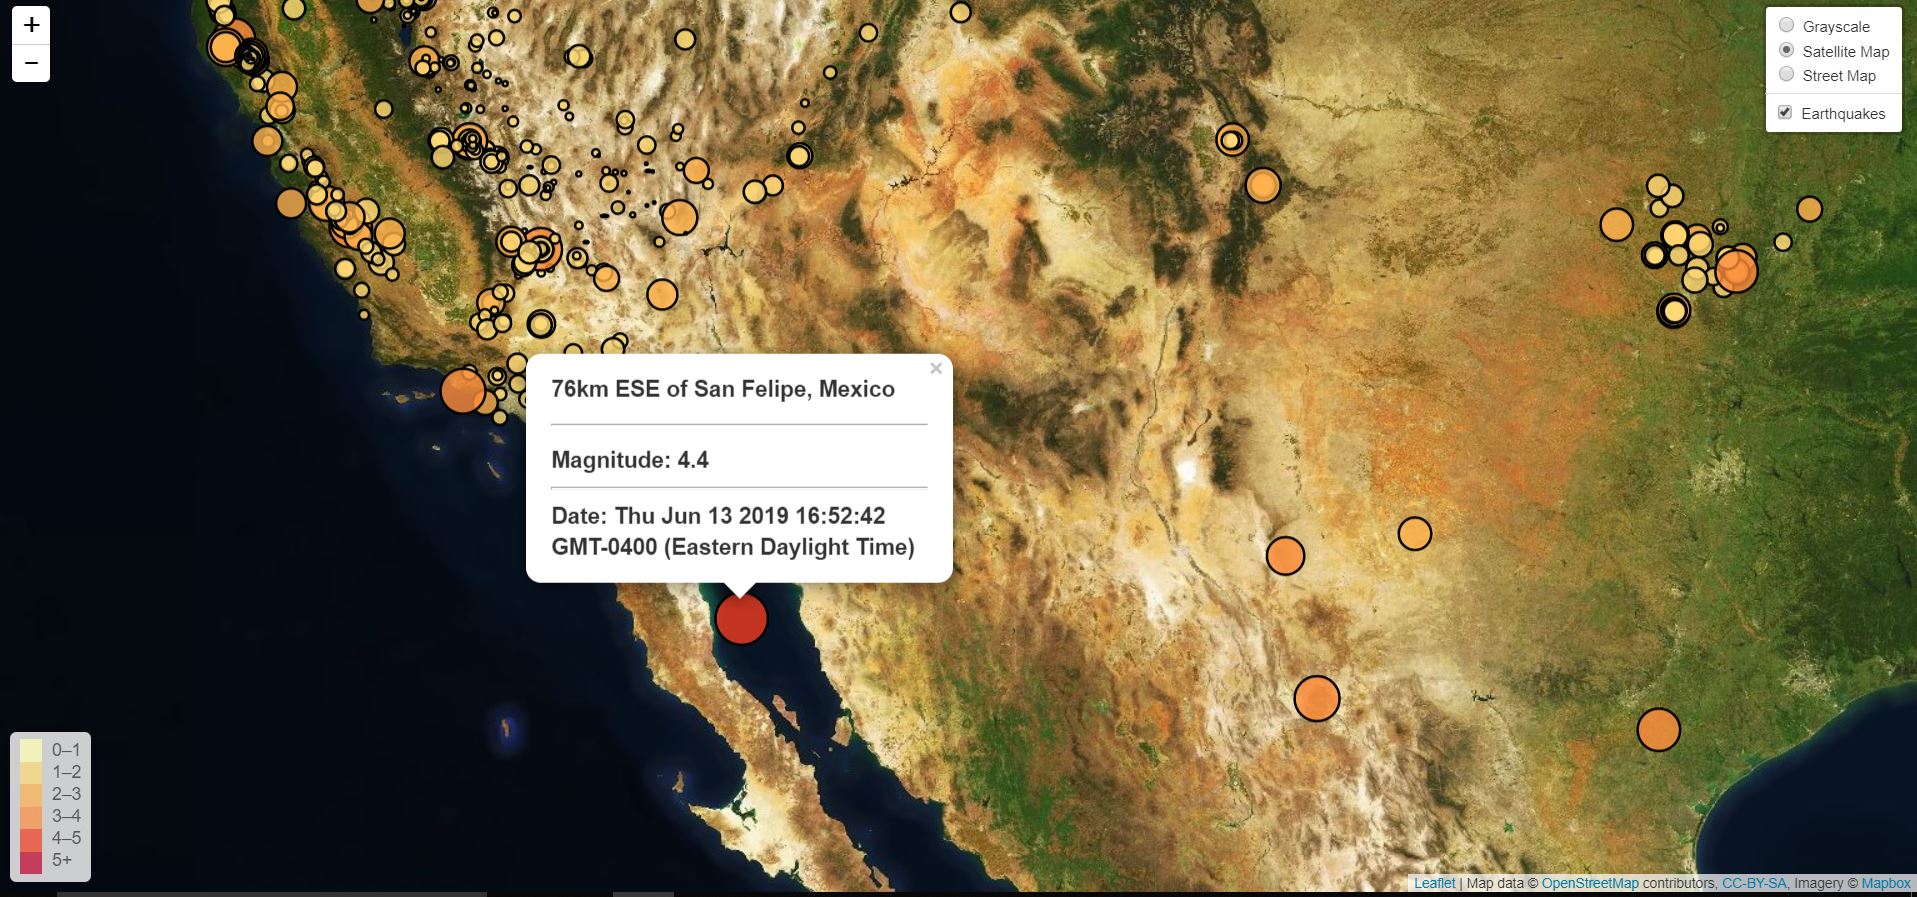 +
−
Grayscale
Satellite Map
Street Map
Earthquakes
×
76km ESE of San Felipe, Mexico
Magnitude: 4.4
Date: Thu Jun 13 2019 16:52:42
GMT-0400 (Eastern Daylight Time)
0–1
1–2
2–3
3–4
4–5
5+
Leaflet | Map data © OpenStreetMap contributors, CC-BY-SA, Imagery © Mapbox